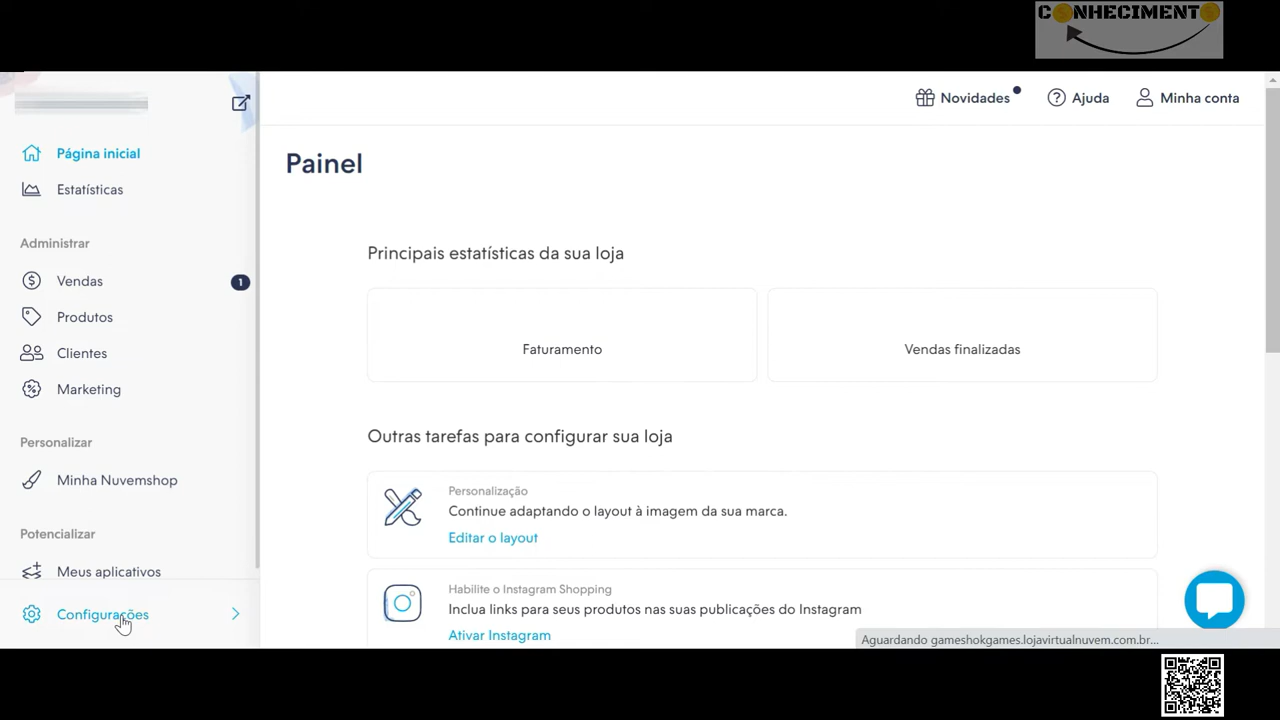 CONHECIMENTO
Novidades
Ajuda
Minha conta
Página inicial
Estatísticas
Administrar
Vendas
1
Produtos
Clientes
Marketing
Personalizar
Minha Nuvemshop
Potencializar
Meus aplicativos
Configurações
Painel
Principais estatísticas da sua loja
Faturamento
Vendas finalizadas
Outras tarefas para configurar sua loja
Personalização
Continue adaptando o layout à imagem da sua marca.
Editar o layout
Habilite o Instagram Shopping
Inclua links para seus produtos nas suas publicações do Instagram
Ativar Instagram
Aguardando gameshokgames.lojavirtualnuvem.com.br...